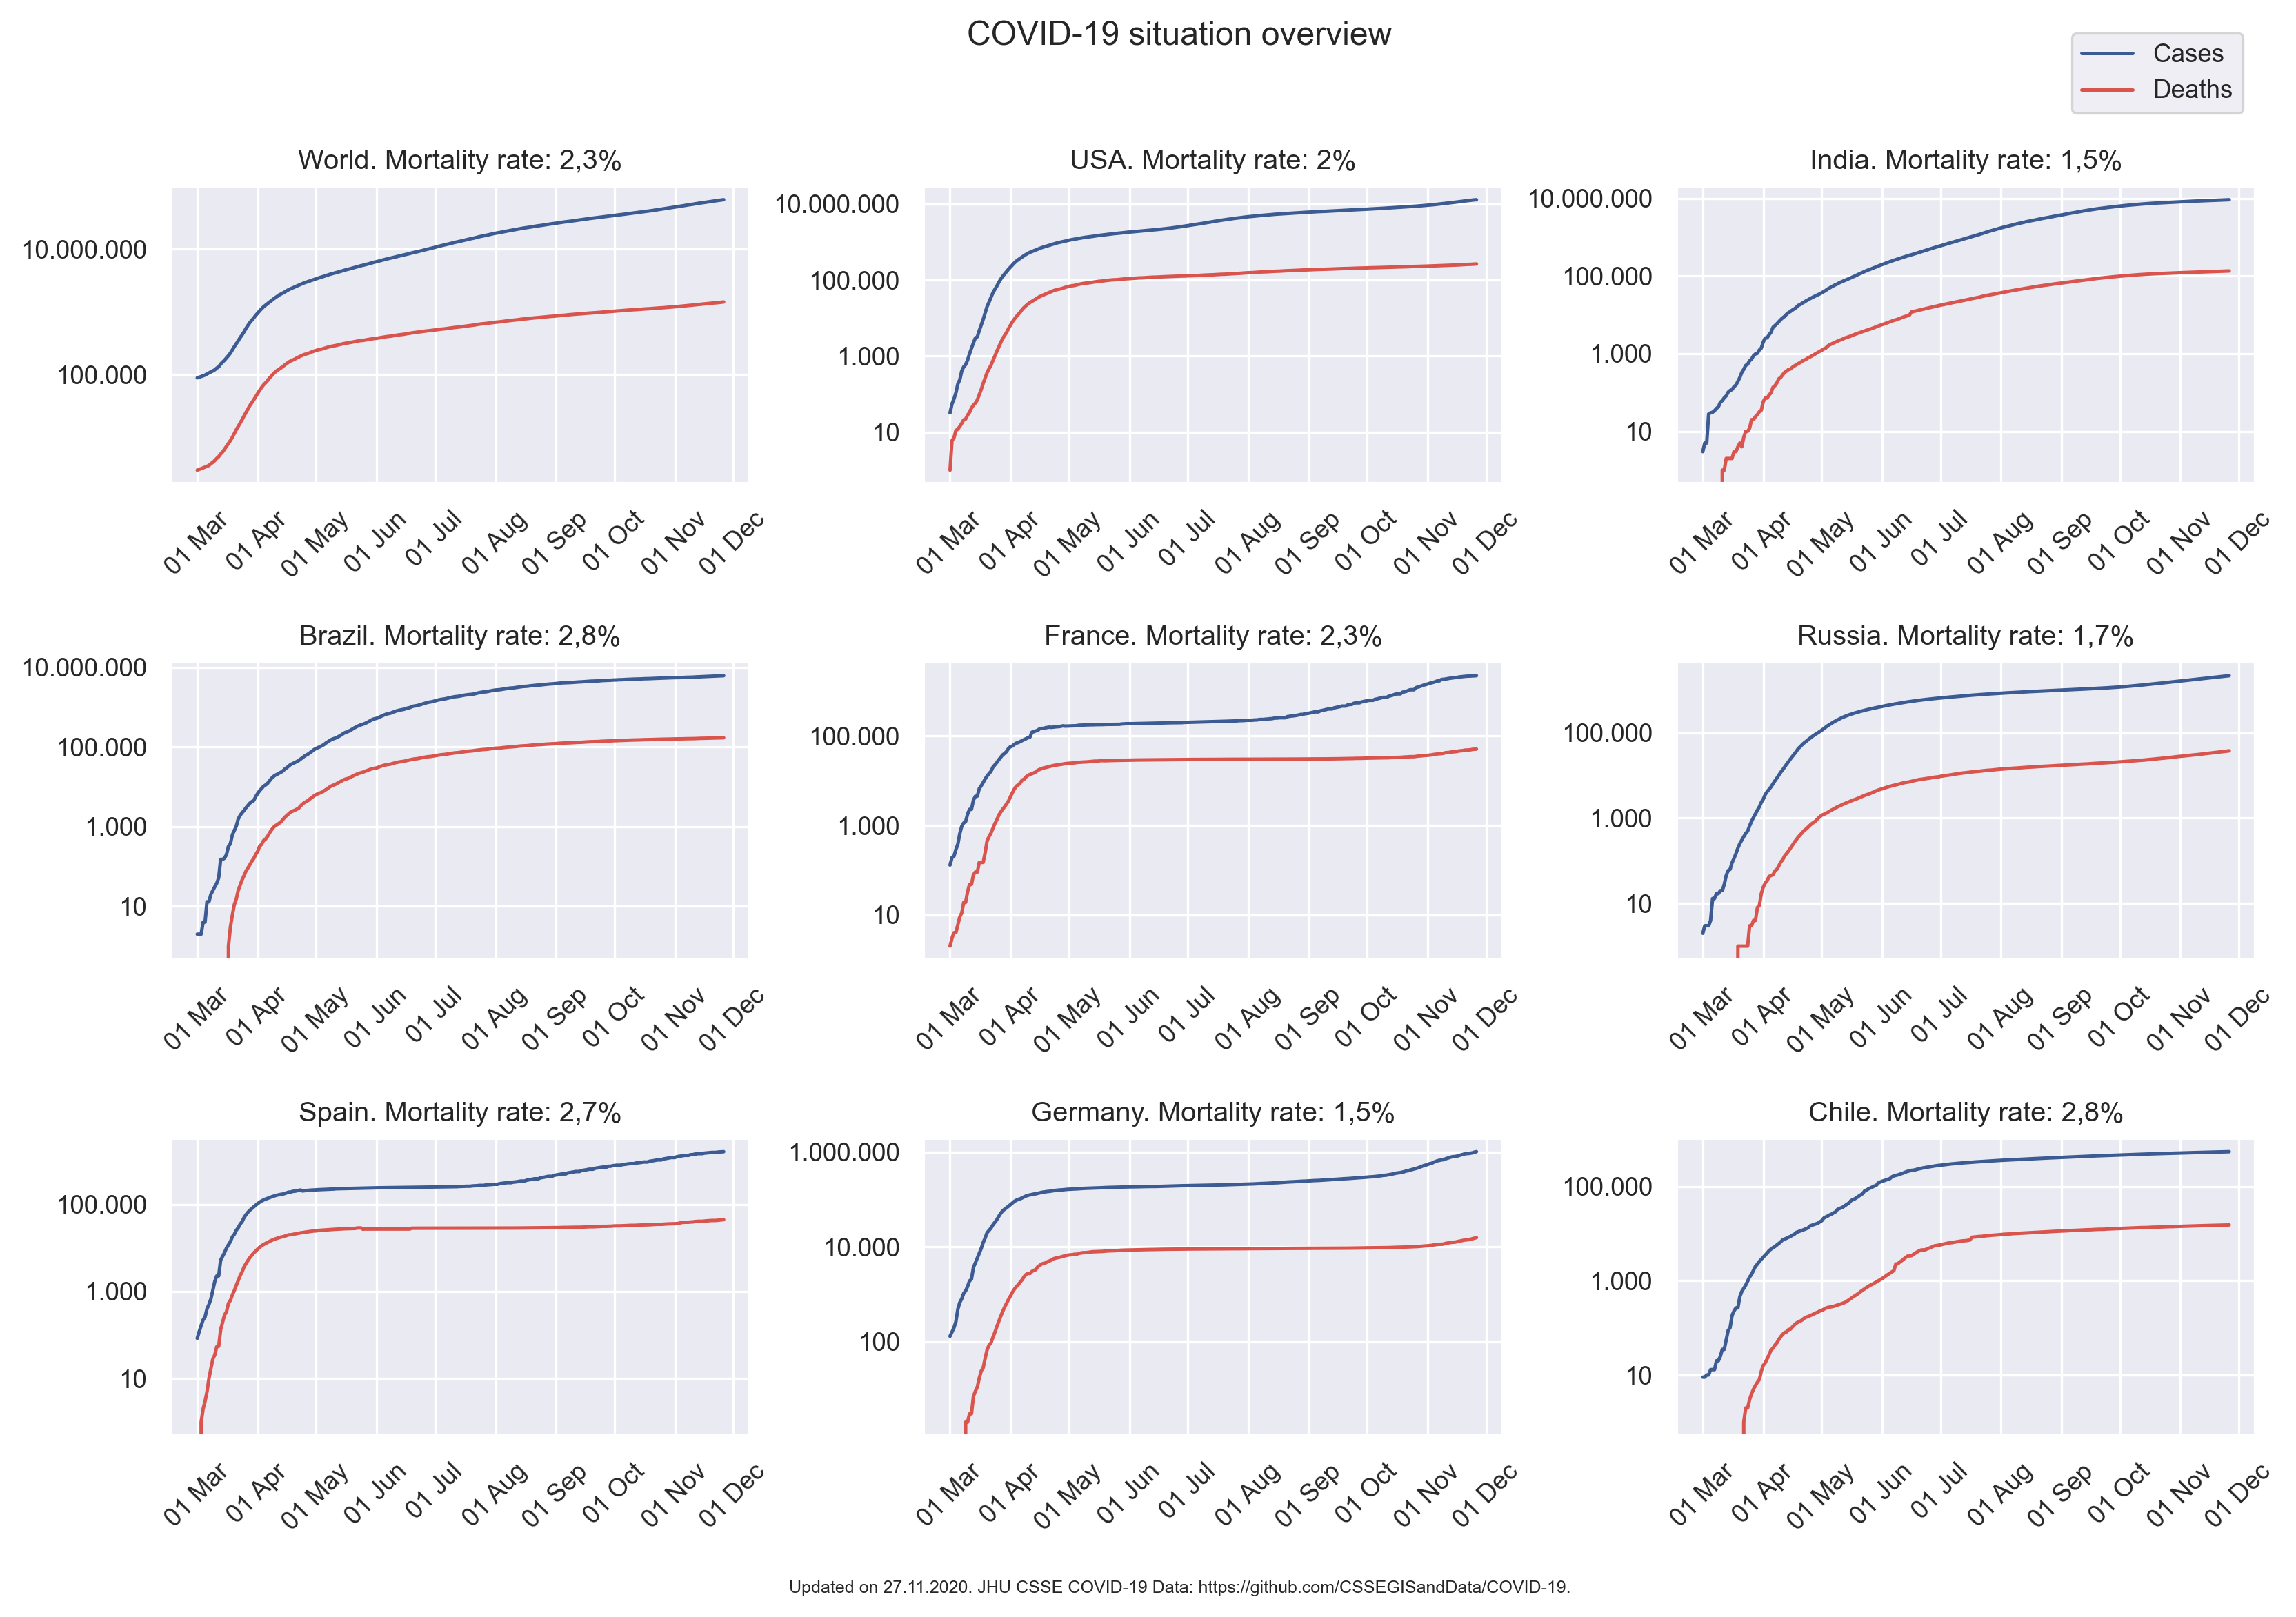 COVID-19 situation overview
Cases
Deaths
World. Mortality rate: 2,3%
10.000.000
100.000
01 Mar
01 Apr
01 May
01 Jun
01 Jul
01 Aug
01 Sep
01 Oct
01 Nov
01 Dec
USA. Mortality rate: 2%
10.000.000
100.000
1.000
10
01 Mar
01 Apr
01 May
01 Jun
01 Jul
01 Aug
01 Sep
01 Oct
01 Nov
01 Dec
India. Mortality rate: 1,5%
10.000.000
100.000
1.000
10
01 Mar
01 Apr
01 May
01 Jun
01 Jul
01 Aug
01 Sep
01 Oct
01 Nov
01 Dec
Brazil. Mortality rate: 2,8%
10.000.000
100.000
1.000
10
01 Mar
01 Apr
01 May
01 Jun
01 Jul
01 Aug
01 Sep
01 Oct
01 Nov
01 Dec
France. Mortality rate: 2,3%
100.000
1.000
10
01 Mar
01 Apr
01 May
01 Jun
01 Jul
01 Aug
01 Sep
01 Oct
01 Nov
01 Dec
Russia. Mortality rate: 1,7%
100.000
1.000
10
01 Mar
01 Apr
01 May
01 Jun
01 Jul
01 Aug
01 Sep
01 Oct
01 Nov
01 Dec
Spain. Mortality rate: 2,7%
100.000
1.000
10
01 Mar
01 Apr
01 May
01 Jun
01 Jul
01 Aug
01 Sep
01 Oct
01 Nov
01 Dec
Germany. Mortality rate: 1,5%
1.000.000
10.000
100
01 Mar
01 Apr
01 May
01 Jun
01 Jul
01 Aug
01 Sep
01 Oct
01 Nov
01 Dec
Chile. Mortality rate: 2,8%
100.000
1.000
10
01 Mar
01 Apr
01 May
01 Jun
01 Jul
01 Aug
01 Sep
01 Oct
01 Nov
01 Dec
Updated on 27.11.2020. JHU CSSE COVID-19 Data: https://github.com/CSSEGISandData/COVID-19.